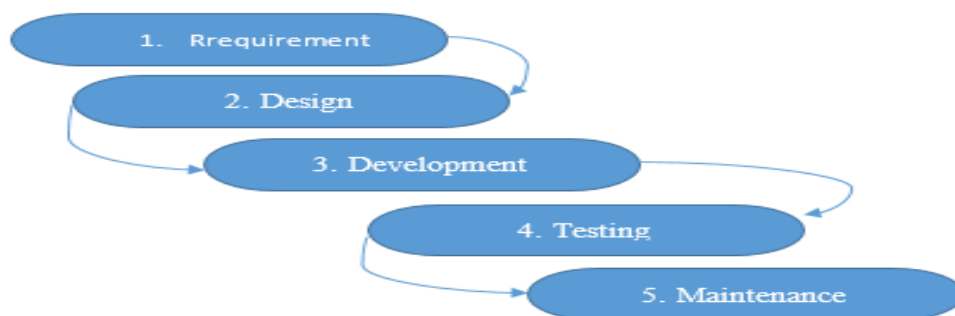 1. Rrequirement
2. Design
3. Development
4. Testing
5. Maintenance